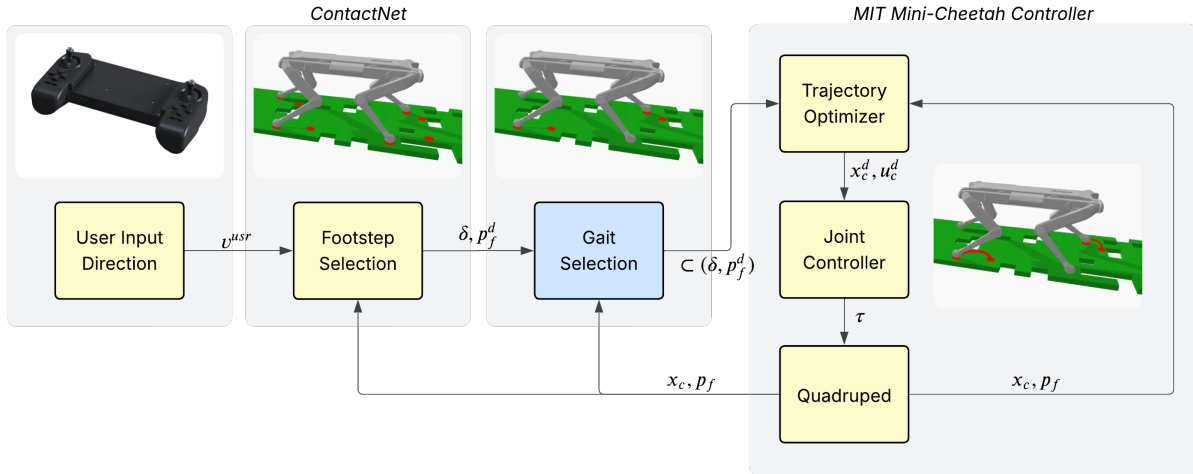 ContactNet
MIT Mini-Cheetah Controller
User Input
Direction
υ^{usr}
Footstep
Selection
δ, p_f^d
Gait
Selection
⊂ (δ, p_f^d)
Trajectory
Optimizer
x_c^d, u_c^d
Joint
Controller
τ
Quadruped
x_c, p_f
x_c, p_f